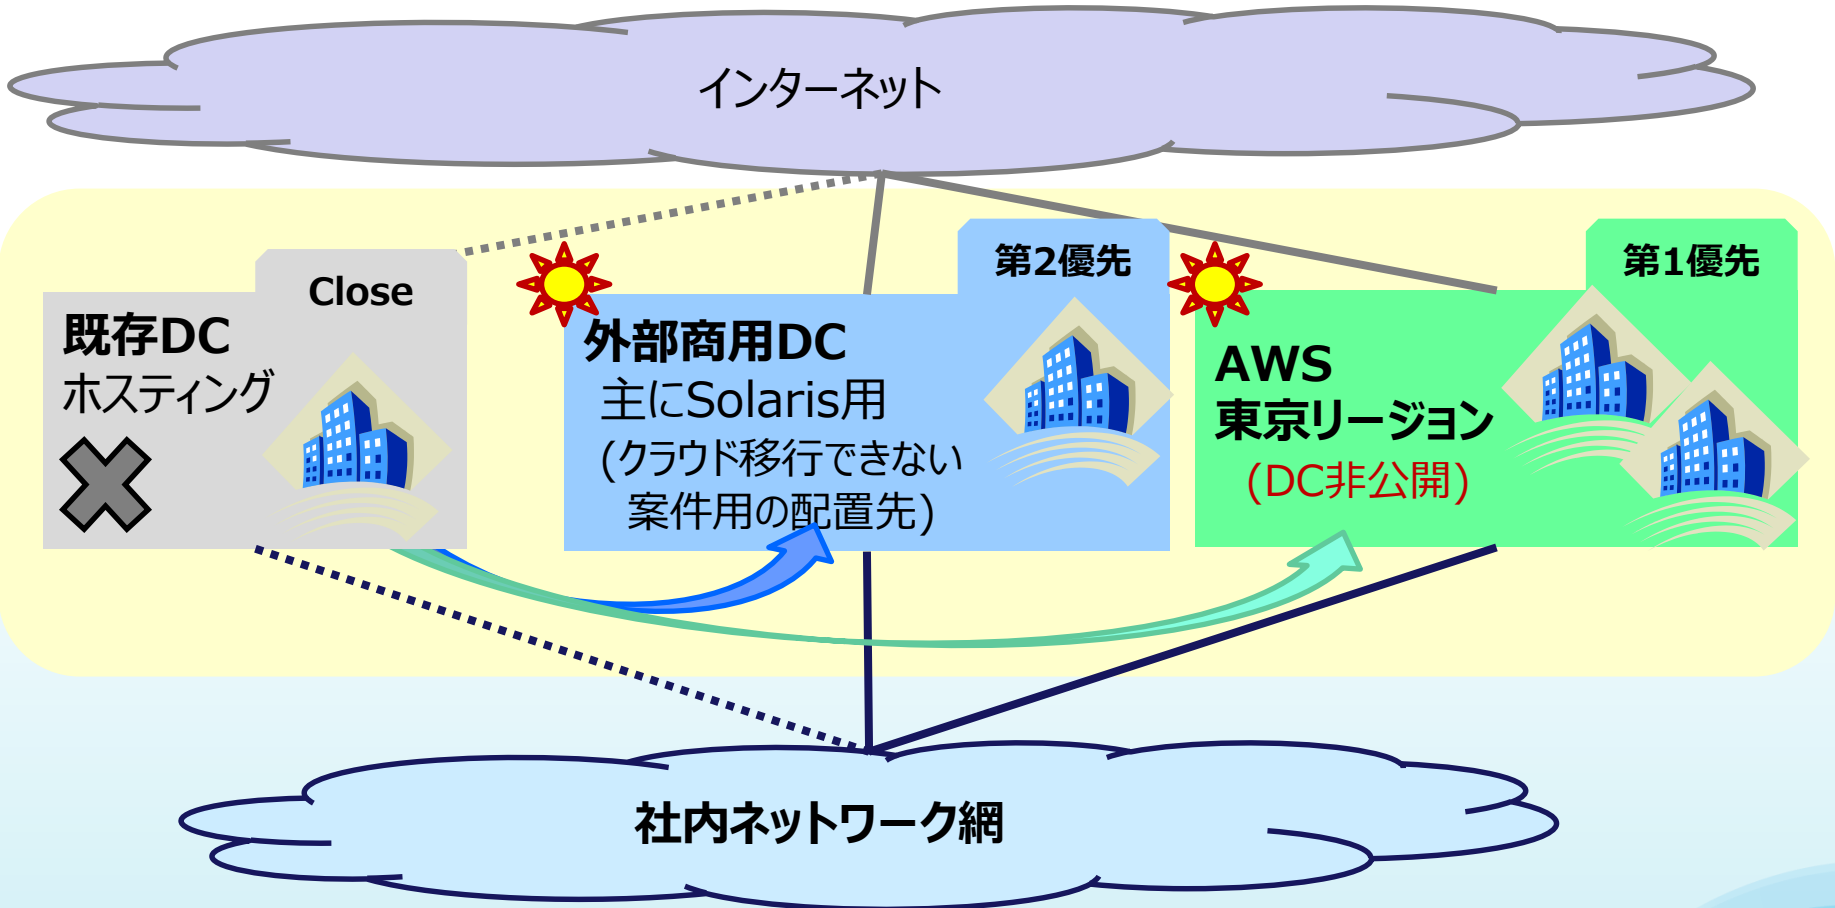 インターネット
Close
既存DC
ホスティング
第2優先
外部商用DC
主にSolaris用
(クラウド移行できない
案件用の配置先)
第1優先
AWS
東京リージョン
(DC非公開)
社内ネットワーク網